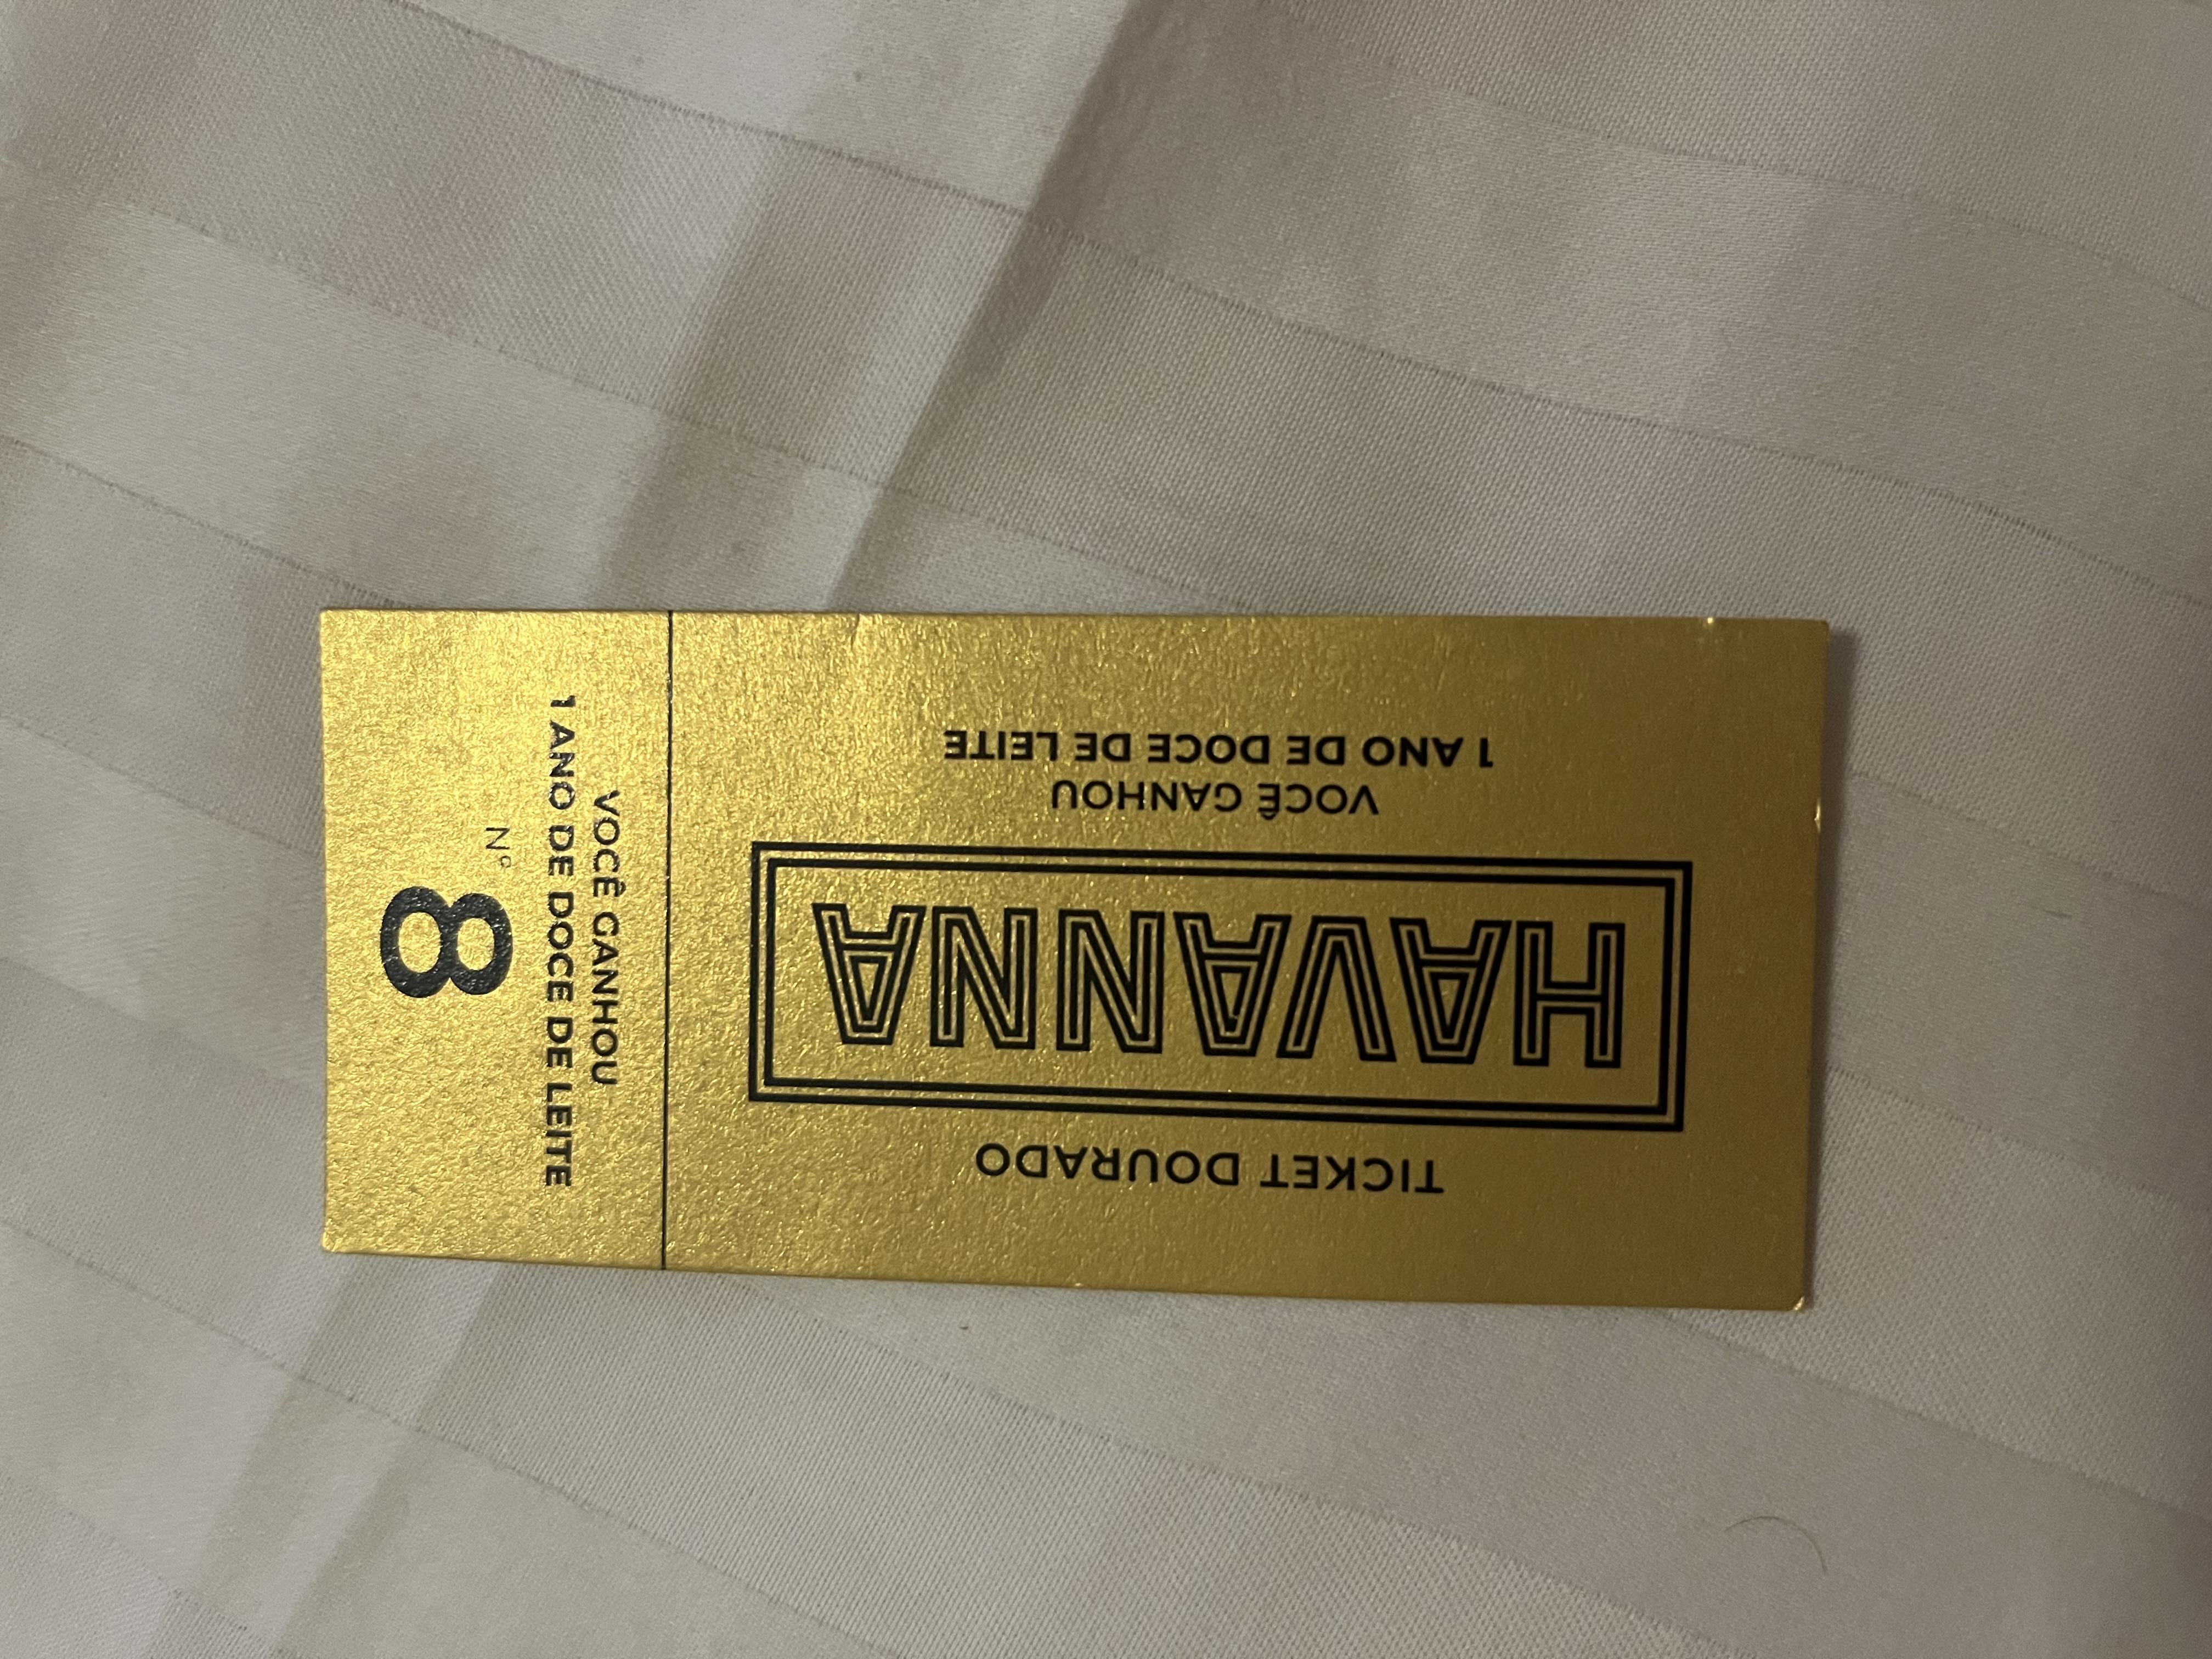 TICKET DOURADO
HAVANNA
VOCÊ GANHOU
1 ANO DE DOCE DE LEITE
VOCÊ GANHOU
1 ANO DE DOCE DE LEITE
Nº 8